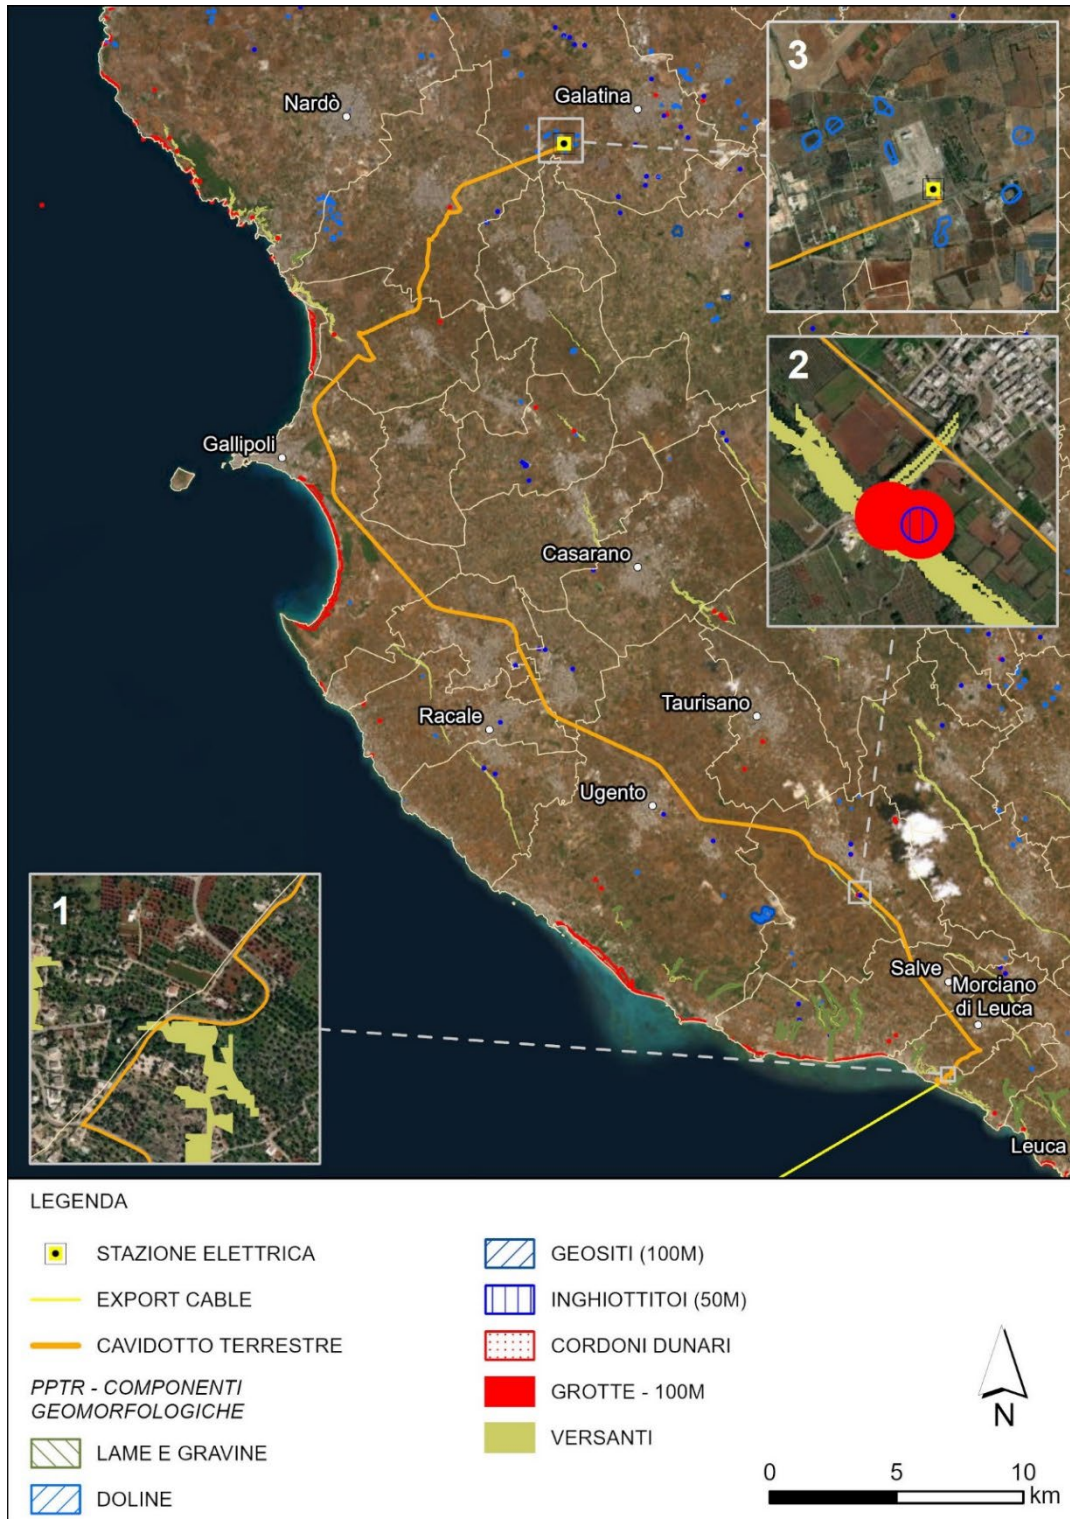 3
Nardò
Galatina
2
Gallipoli
Casarano
Taurisano
Racale
Ugento
1
Salve
Morciano
di Leuca
Leuca
LEGENDA
STAZIONE ELETTRICA
EXPORT CABLE
CAVIDOTTO TERRESTRE
PPTR - COMPONENTI
GEOMORFOLOGICHE
LAME E GRAVINE
DOLINE
GEOSITI (100M)
INGHIOTTITOI (50M)
CORDONI DUNARI
GROTTE - 100M
VERSANTI
N
0 5 10
km